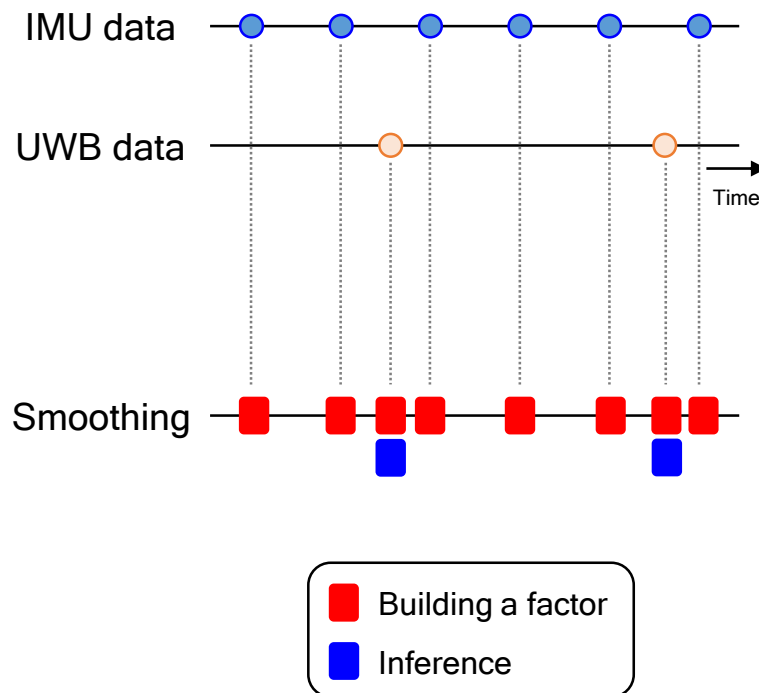 IMU data
UWB data
Time
Smoothing
Building a factor
Inference